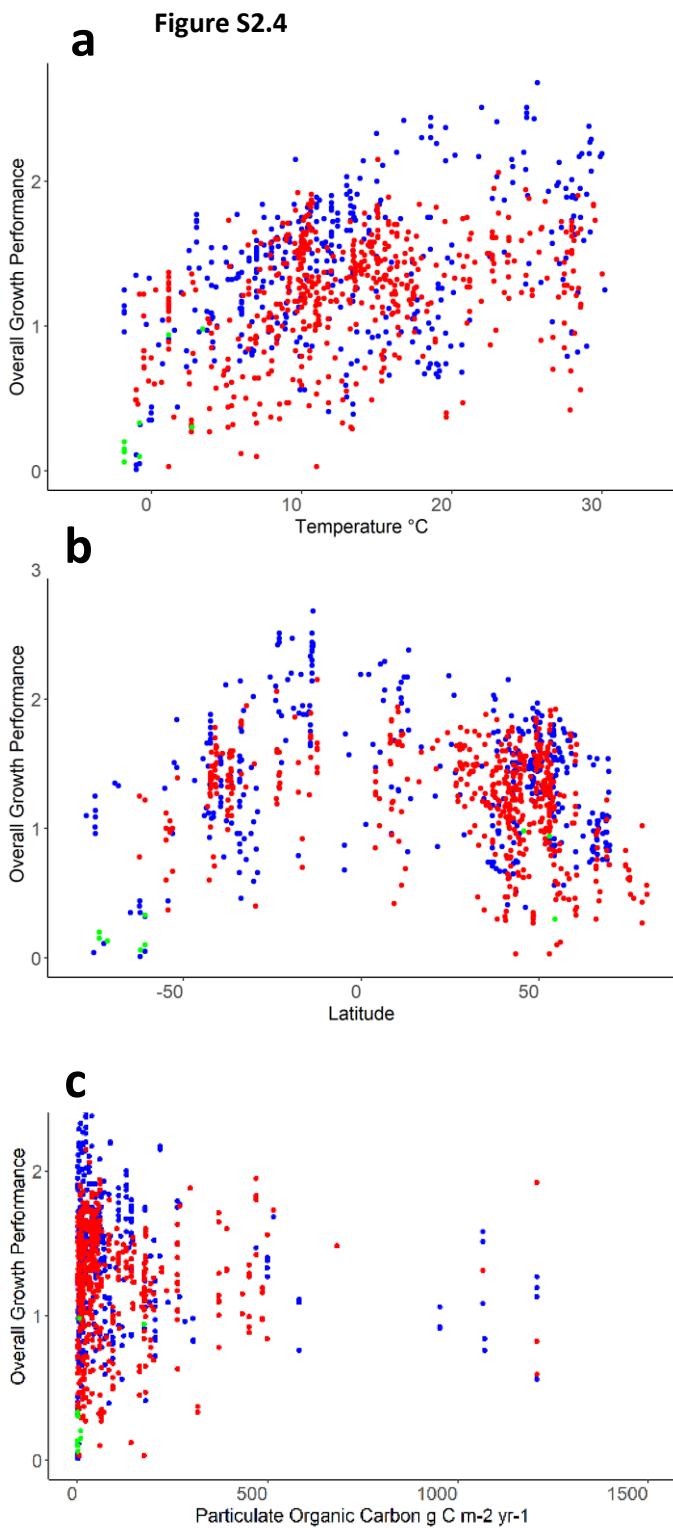 Figure S2.4
a
Overall Growth Performance
2
1
0
0 10 20 30
Temperature °C
b
3
Overall Growth Performance
2
1
0
-50 0 50
Latitude
c
Overall Growth Performance
2
1
0
0 500 1000 1500
Particulate Organic Carbon g C m-2 yr-1